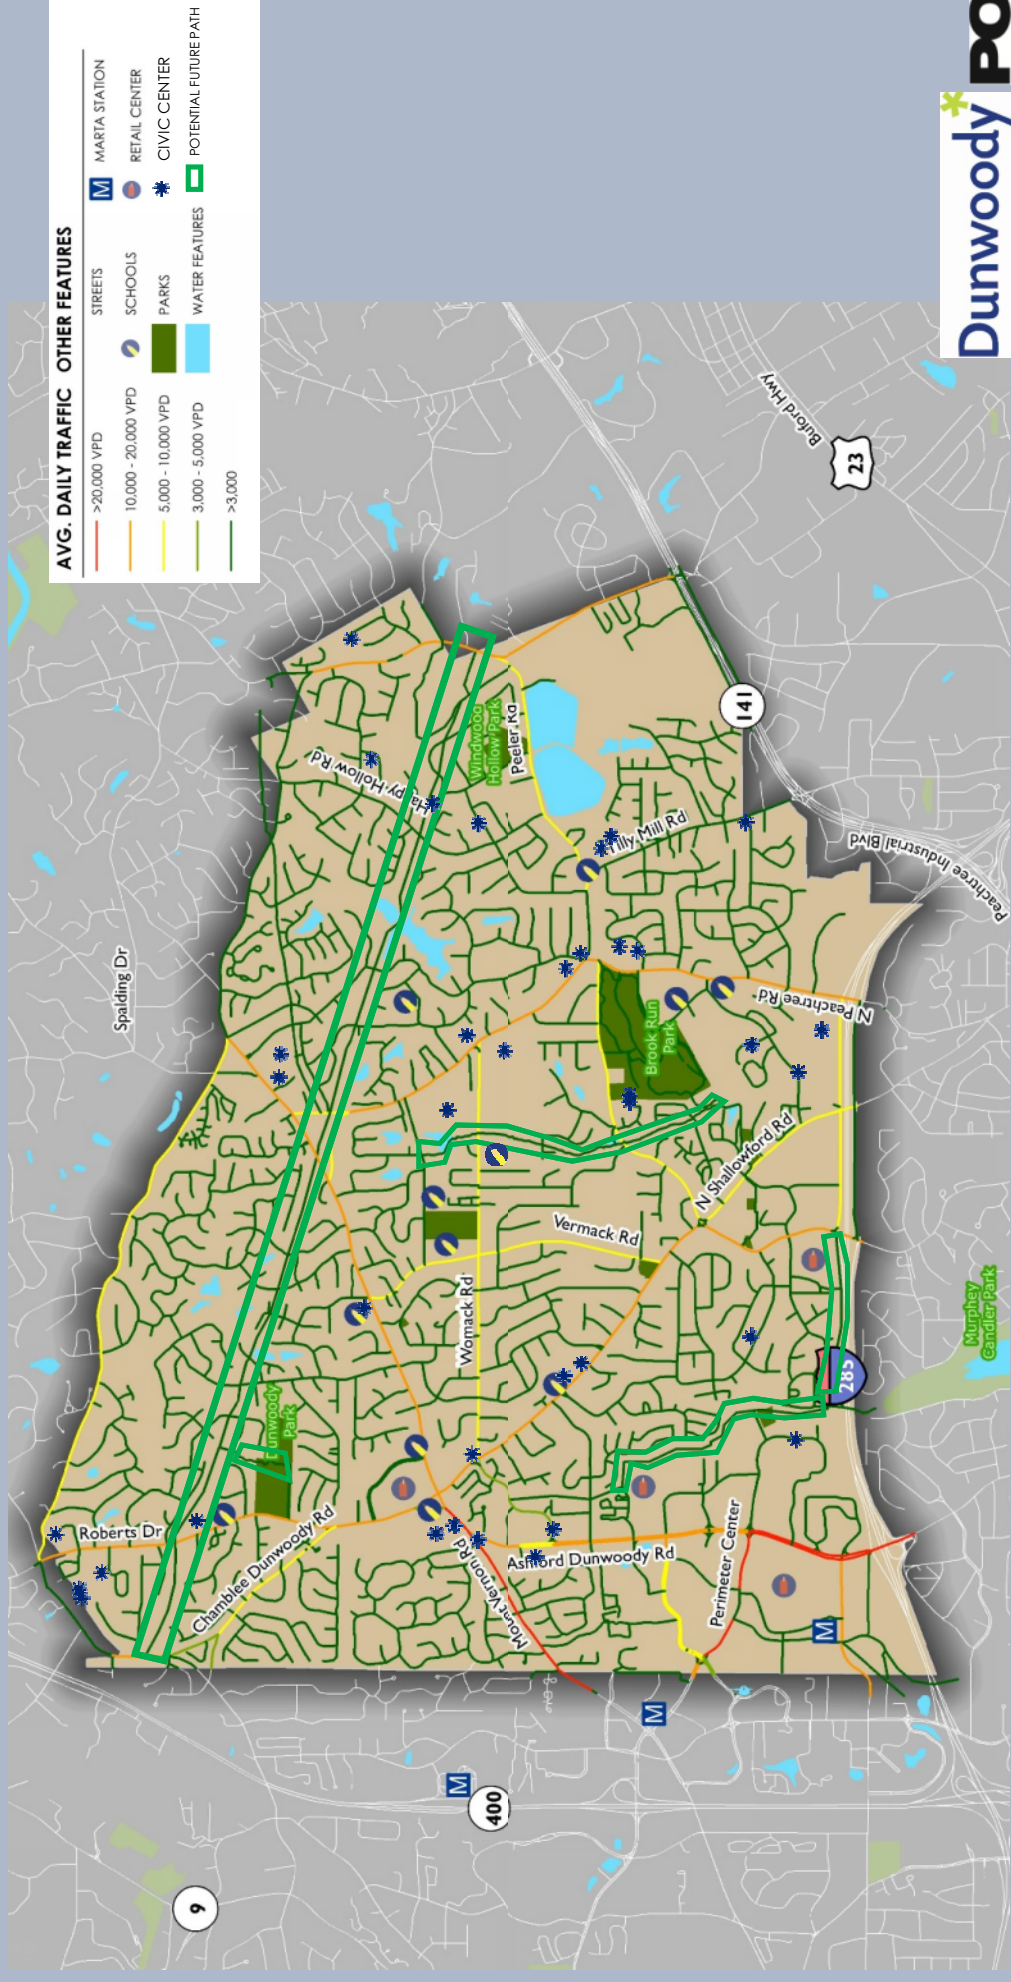 AVG. DAILY TRAFFIC
>20,000 VPD
10,000 - 20,000 VPD
5,000 - 10,000 VPD
3,000 - 5,000 VPD
>3,000
OTHER FEATURES
STREETS
SCHOOLS
PARKS
WATER FEATURES
M MARTA STATION
RETAIL CENTER
CIVIC CENTER
POTENTIAL FUTURE PATH
Dunwoody*
PO
Spalding Dr
Roberts Dr
Chamblee Dunwoody Rd
Dunwoody
Park
Happy Hollow Rd
Windwood
Hollow Park
Peeler Rd
Tilly Mill Rd
Womack Rd
Vermack Rd
Brook Run
Park
N Peachtree Rd
N Shallowford Rd
Mount Vernon Rd
Ashford Dunwoody Rd
Perimeter Center
Peachtree Industrial Blvd
Buford Hwy
Murphey
Candler Park
9
400
141
23
285
M
M
M